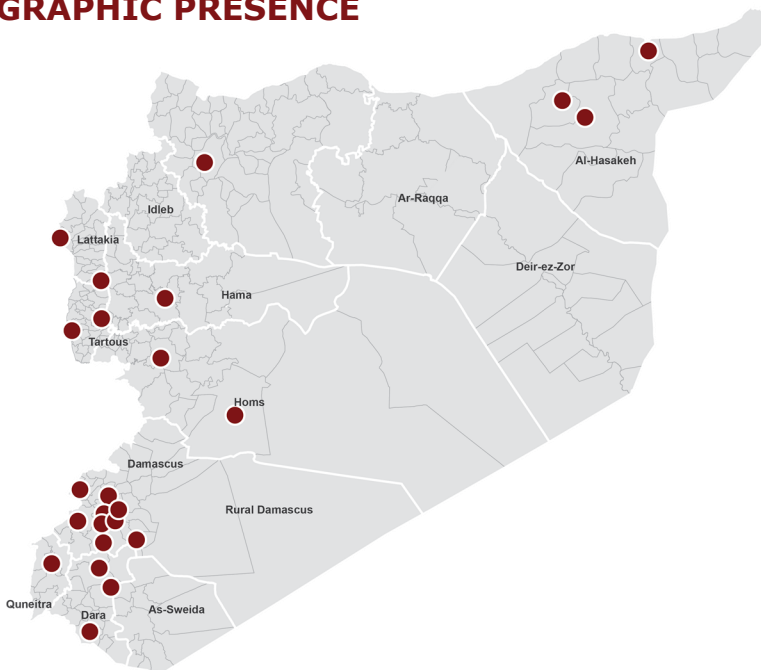 GRAPHIC PRESENCE
Al-Hasakeh
Ar-Raqqa
Idleb
Lattakia
Deir-ez-Zor
Hama
Tartous
Homs
Damascus
Rural Damascus
Quneitra
Dara
As-Sweida